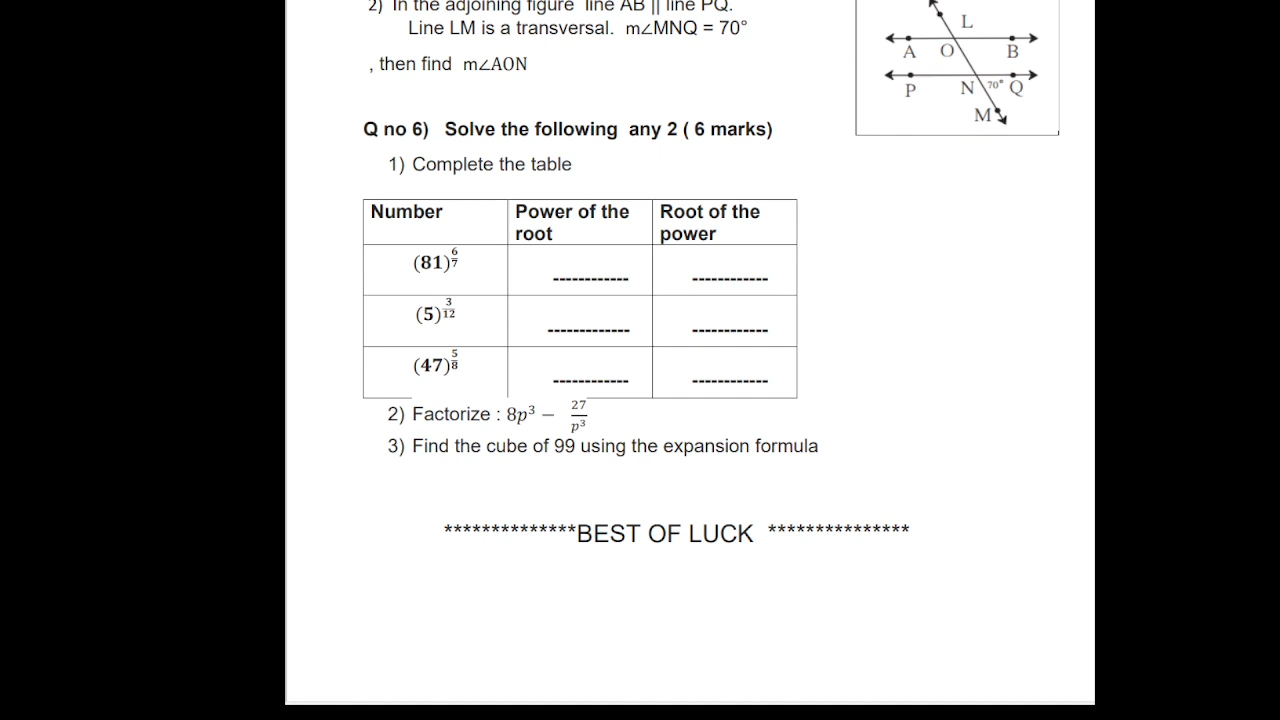 2) In the adjoining figure line AB || line PQ.
Line LM is a transversal. m∠MNQ = 70°
, then find m∠AON
L
A O B
P N 70° Q
M
Q no 6) Solve the following any 2 ( 6 marks)
1) Complete the table
Number Power of the root Root of the power
(81)^(6/7) ------------ ------------
(5)^(3/12) ------------- ------------
(47)^(5/8) ------------ ------------
2) Factorize : 8p³ − 27/p³
3) Find the cube of 99 using the expansion formula
**************BEST OF LUCK ***************